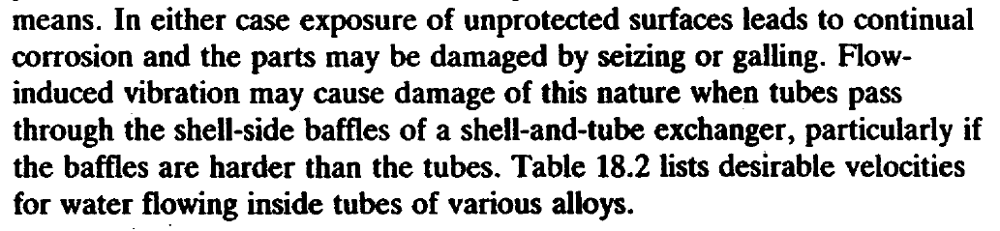 means. In either case exposure of unprotected surfaces leads to continual
corrosion and the parts may be damaged by seizing or galling. Flow-
induced vibration may cause damage of this nature when tubes pass
through the shell-side baffles of a shell-and-tube exchanger, particularly if
the baffles are harder than the tubes. Table 18.2 lists desirable velocities
for water flowing inside tubes of various alloys.